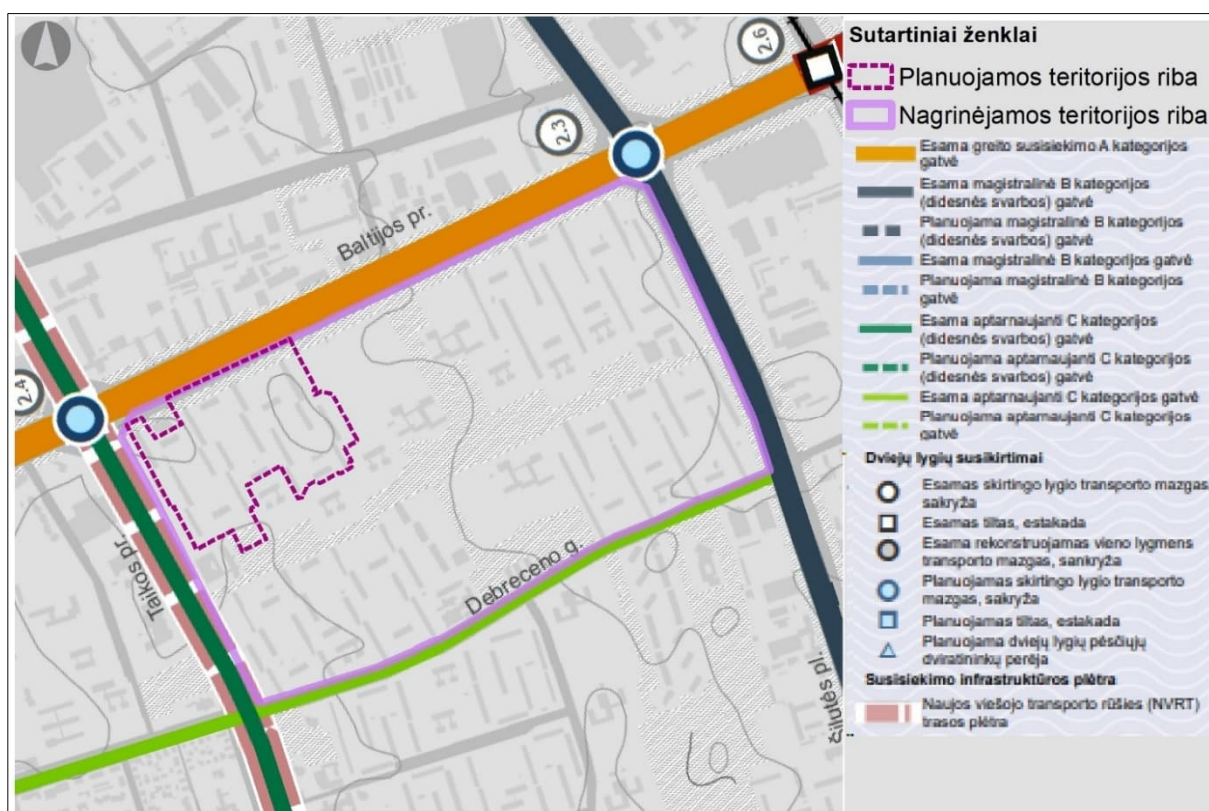 2.6
2.3
Baltijos pr.
2.4
Taikos pr.
Debreceno g.
Šilutės pl.
Sutartiniai ženklai
Planuojamos teritorijos riba
Nagrinėjamos teritorijos riba
Esama greito susisiekimo A kategorijos
gatvė
Esama magistralinė B kategorijos
(didesnės svarbos) gatvė
Planuojama magistralinė B kategorijos
(didesnės svarbos) gatvė
Esama magistralinė B kategorijos gatvė
Planuojama magistralinė B kategorijos
gatvė
Esama aptarnaujanti C kategorijos
(didesnės svarbos) gatvė
Planuojama aptarnaujanti C kategorijos
(didesnės svarbos) gatvė
Esama aptarnaujanti C kategorijos gatvė
Planuojama aptarnaujanti C kategorijos
gatvė
Dviejų lygių susikirtimai
Esamas skirtingo lygio transporto mazgas,
sakryža
Esamas tiltas, estakada
Esama rekonstruojamas vieno lygmens
transporto mazgas, sankryža
Planuojamas skirtingo lygio transporto
mazgas, sakryža
Planuojamas tiltas, estakada
Planuojama dviejų lygių pėsčiųjų
dviratininkų perėja
Susisiekimo infrastruktūros plėtra
Naujos viešojo transporto rūšies (NVRT)
trasos plėtra